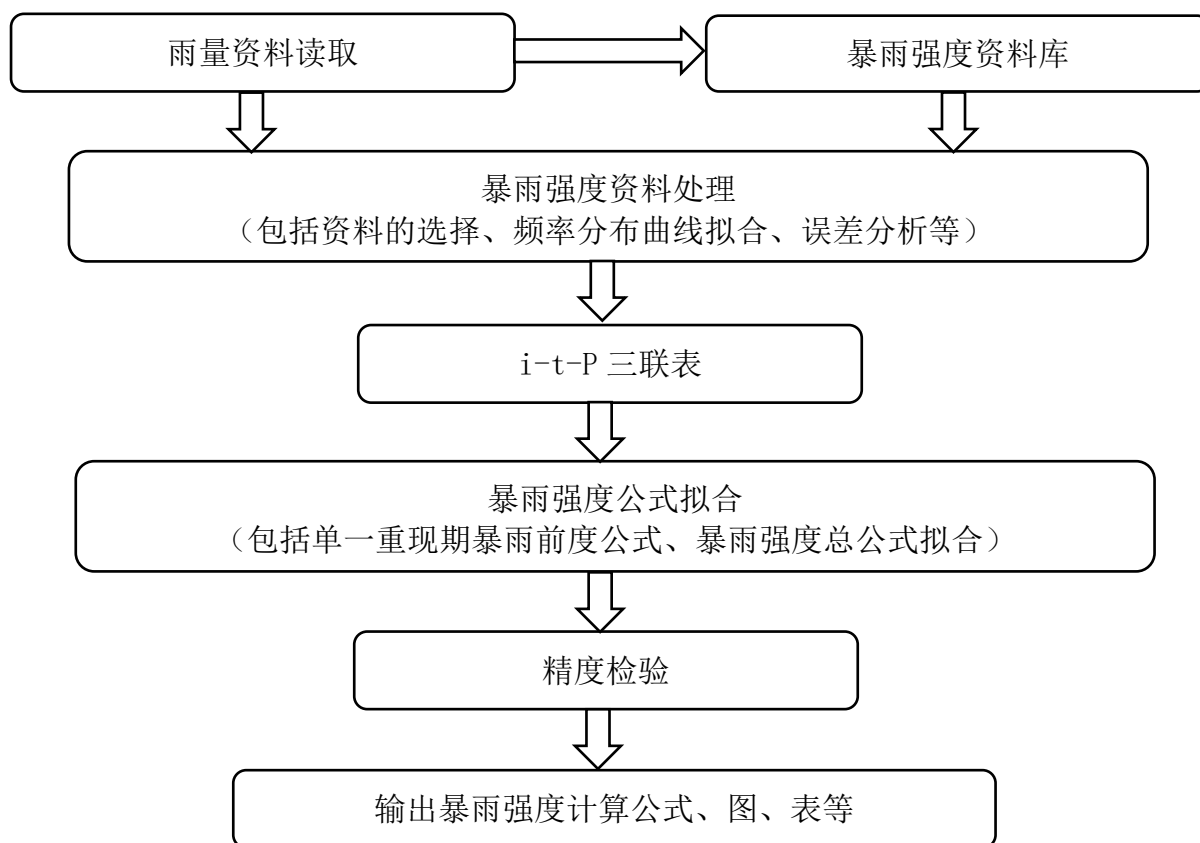 雨量资料读取
暴雨强度资料库
暴雨强度资料处理
（包括资料的选择、频率分布曲线拟合、误差分析等）
i-t-P 三联表
暴雨强度公式拟合
（包括单一重现期暴雨前度公式、暴雨强度总公式拟合）
精度检验
输出暴雨强度计算公式、图、表等